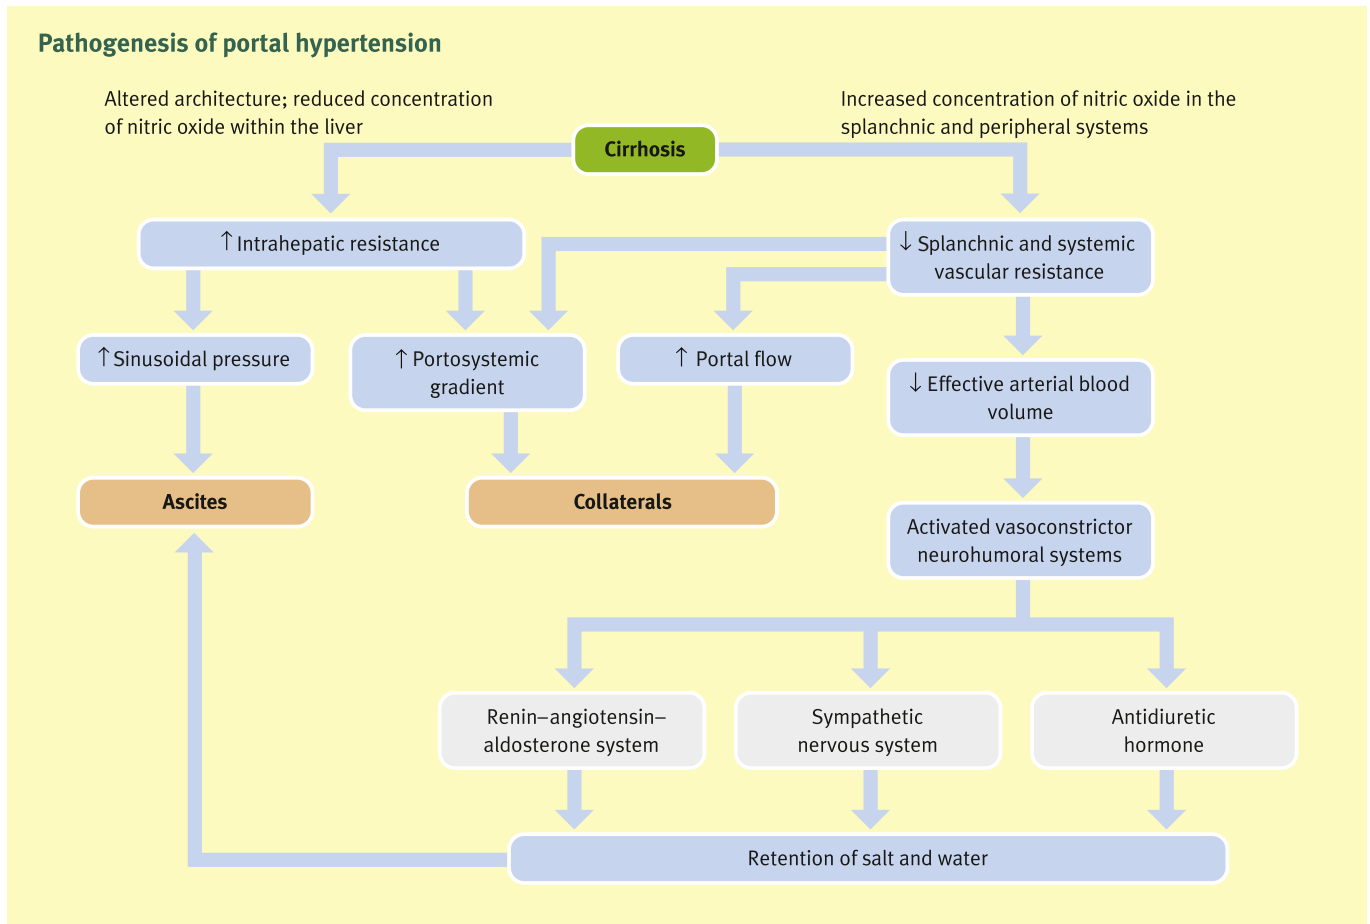 Pathogenesis of portal hypertension
Altered architecture; reduced concentration
of nitric oxide within the liver
Increased concentration of nitric oxide in the
splanchnic and peripheral systems
Cirrhosis
↑ Intrahepatic resistance
↓ Splanchnic and systemic
vascular resistance
↑ Sinusoidal pressure
↑ Portosystemic
gradient
↑ Portal flow
↓ Effective arterial blood
volume
Ascites
Collaterals
Activated vasoconstrictor
neurohumoral systems
Renin–angiotensin–
aldosterone system
Sympathetic
nervous system
Antidiuretic
hormone
Retention of salt and water